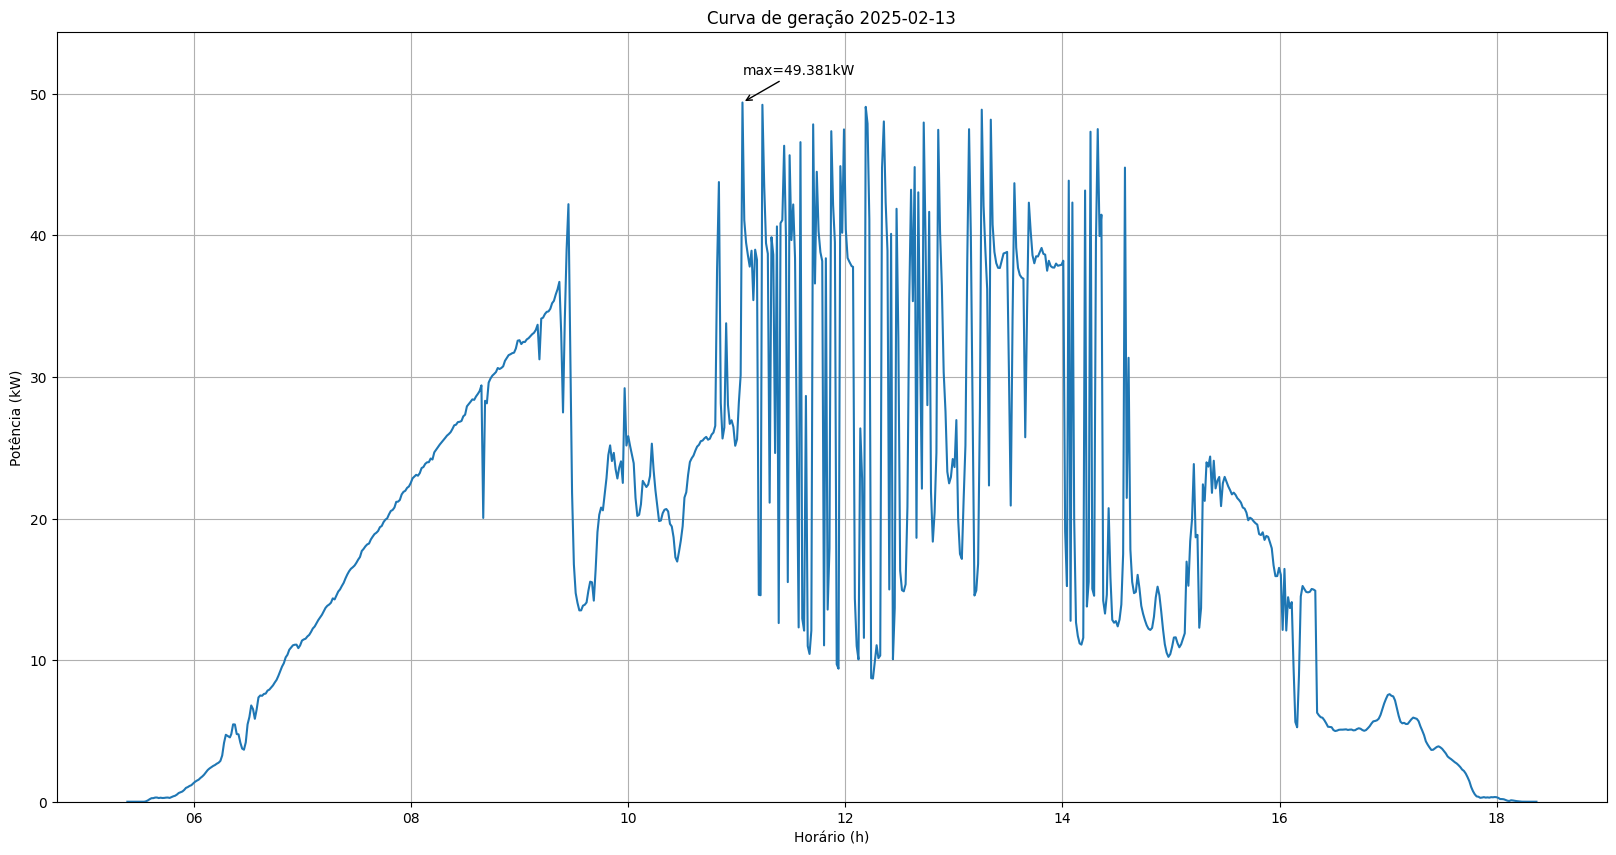 Curva de geração 2025-02-13
max=49.381kW
50
40
30
20
10
0
Potência (kW)
06 08 10 12 14 16 18
Horário (h)